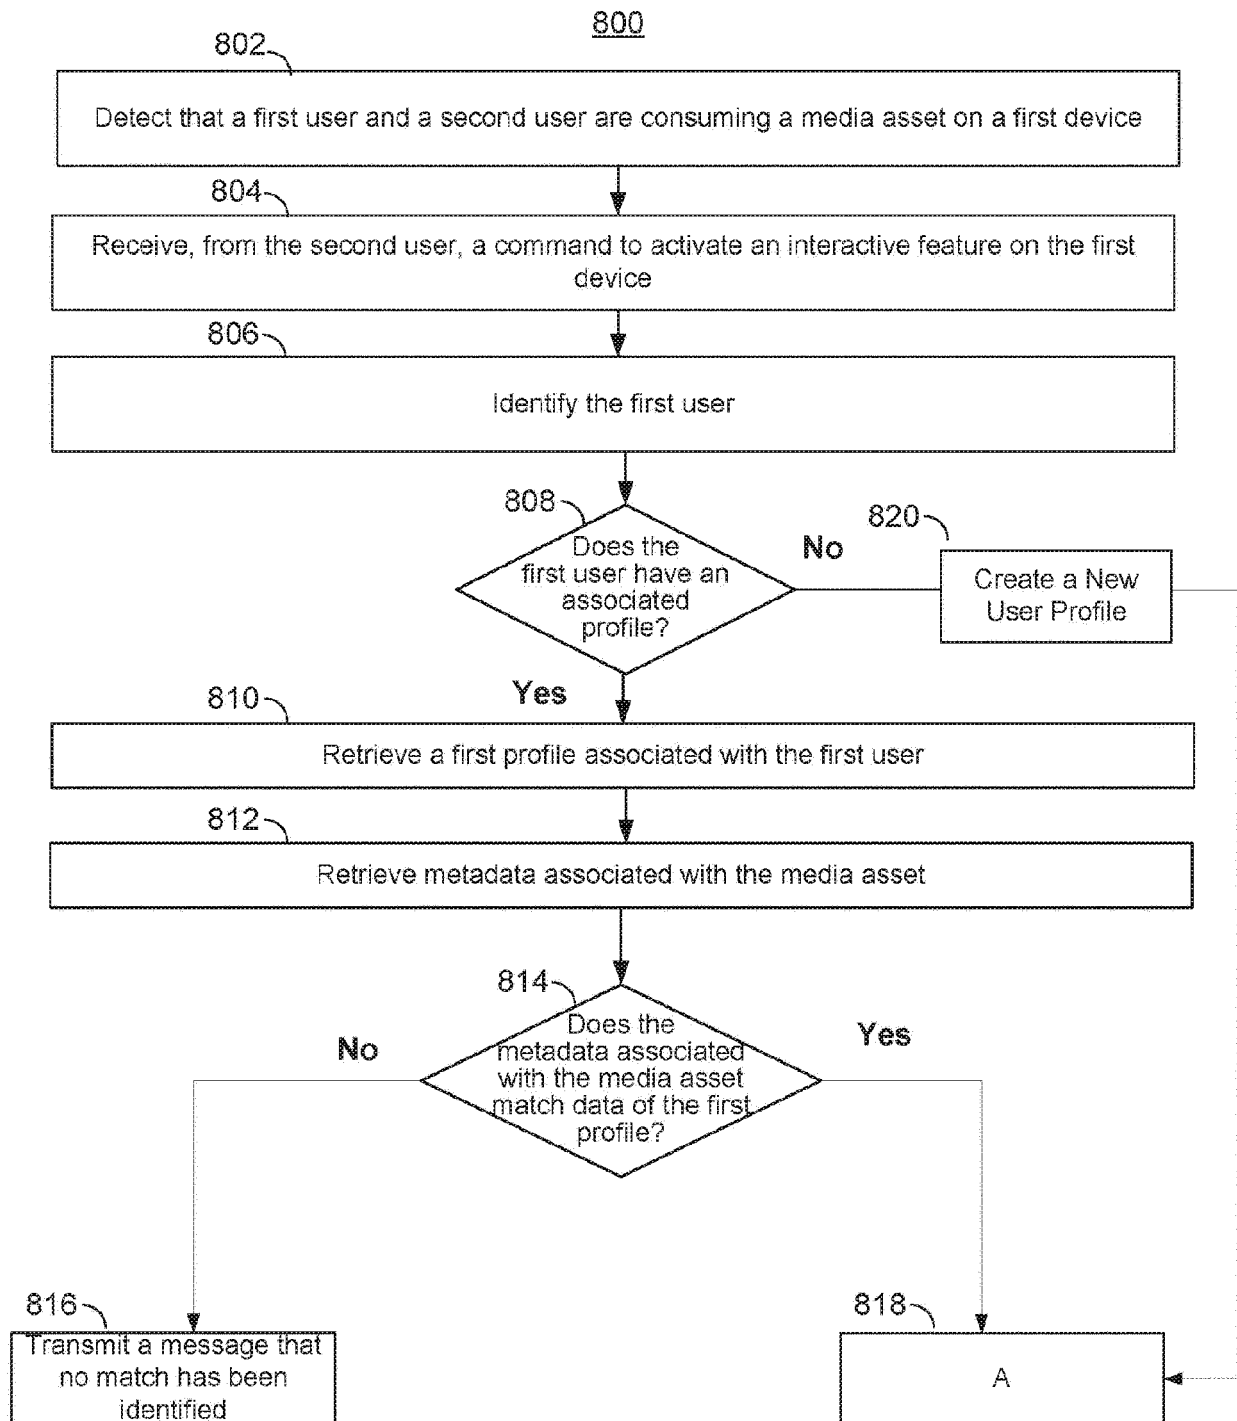 800
802
Detect that a first user and a second user are consuming a media asset on a first device
804
Receive, from the second user, a command to activate an interactive feature on the first
device
806
Identify the first user
808
Does the
first user have an
associated
profile?
No
820
Create a New
User Profile
Yes
810
Retrieve a first profile associated with the first user
812
Retrieve metadata associated with the media asset
814
Does the
metadata associated
with the media asset
match data of the first
profile?
No
Yes
816
Transmit a message that
no match has been
identified
818
A